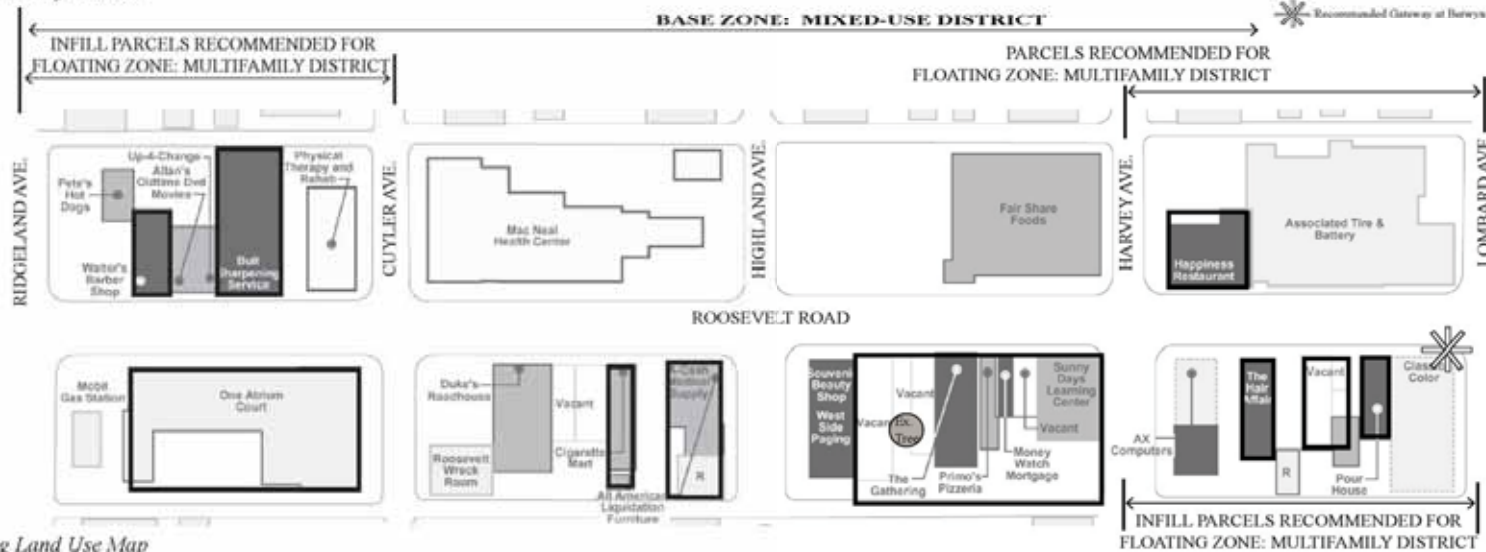 BASE ZONE: MIXED-USE DISTRICT
Recommended Gateway at Berwyn
INFILL PARCELS RECOMMENDED FOR
FLOATING ZONE: MULTIFAMILY DISTRICT
PARCELS RECOMMENDED FOR
FLOATING ZONE: MULTIFAMILY DISTRICT
RIDGELAND AVE.
Pete's
Hot
Dogs
Up-4-Change
Allan's
Oldtime Dvd
Movies
Walter's
Barber
Shop
Butl
Sharpening
Service
Physical
Therapy and
Rehab
CUYLER AVE.
Mac Neal
Health Center
HIGHLAND AVE.
Fair Share
Foods
HARVEY AVE.
Happiness
Restaurant
Associated Tire &
Battery
LOMBARD AVE.
ROOSEVELT ROAD
Mobil
Gas Station
One Atrium
Court
Duke's
Roadhouse
Roosevelt
Wreck
Room
Vacant
Cigarette
Mart
All American
Liquidation
Furniture
Medical
Supply
R
Souvenir
Beauty
Shop
West
Side
Paging
Vacant
Vacant
Ex.
Tree
The
Gathering
Primo's
Pizzeria
Money
Watch
Mortgage
Vacant
Sunny
Days
Learning
Center
AX
Computers
The
Hair
Affair
R
Vacant
Pour
House
Classic
Color
INFILL PARCELS RECOMMENDED FOR
FLOATING ZONE: MULTIFAMILY DISTRICT
g Land Use Map